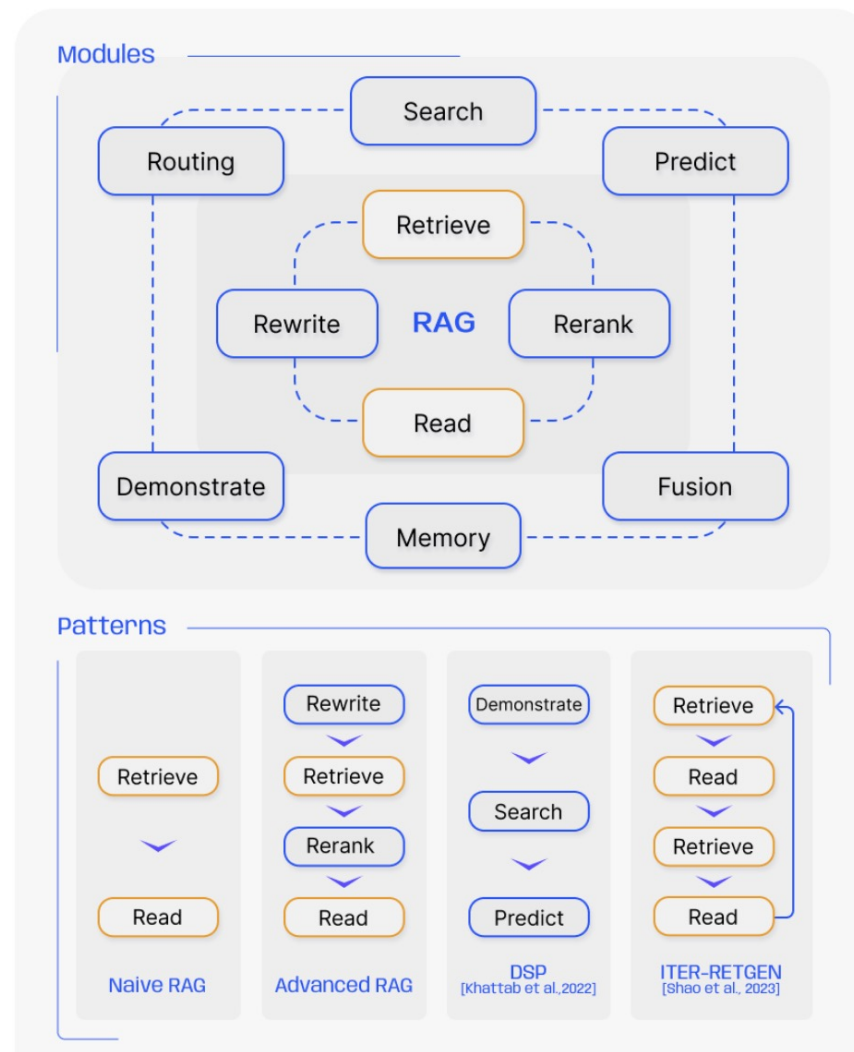 Modules
Search
Routing
Predict
Retrieve
Rewrite
RAG
Rerank
Read
Demonstrate
Fusion
Memory
Patterns
Retrieve
Read
Naive RAG
Rewrite
Retrieve
Rerank
Read
Advanced RAG
Demonstrate
Search
Predict
DSP
[Khattab et al.,2022]
Retrieve
Read
Retrieve
Read
ITER-RETGEN
[Shao et al., 2023]